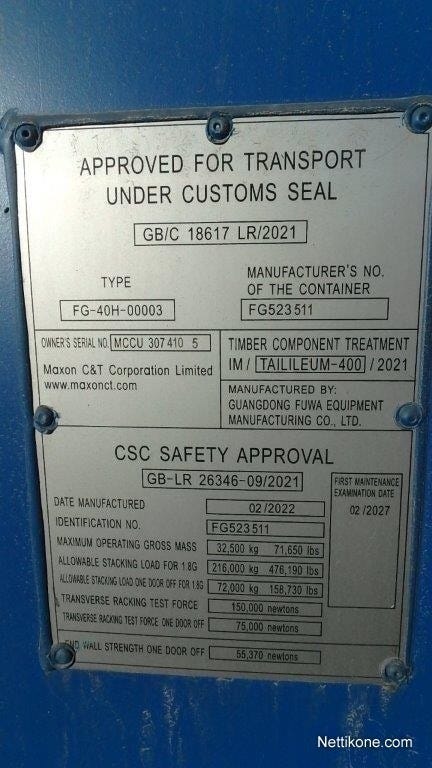 APPROVED FOR TRANSPORT
UNDER CUSTOMS SEAL
GB/C 18617 LR/2021
TYPE
FG-40H-00003
MANUFACTURER'S NO.
OF THE CONTAINER
FG523511
OWNER'S SERIAL NO. MCCU 307410 5
Maxon C&T Corporation Limited
www.maxonct.com
TIMBER COMPONENT TREATMENT
IM / TAILILEUM-400 / 2021
MANUFACTURED BY:
GUANGDONG FUWA EQUIPMENT
MANUFACTURING CO., LTD.
CSC SAFETY APPROVAL
GB-LR 26346-09/2021
DATE MANUFACTURED 02/2022
IDENTIFICATION NO. FG523511
MAXIMUM OPERATING GROSS MASS 32,500 kg 71,650 lbs
ALLOWABLE STACKING LOAD FOR 1.8G 216,000 kg 476,190 lbs
ALLOWABLE STACKING LOAD ONE DOOR OFF FOR 1.8G 72,000 kg 158,730 lbs
TRANSVERSE RACKING TEST FORCE 150,000 newtons
TRANSVERSE RACKING TEST FORCE ONE DOOR OFF 75,000 newtons
END WALL STRENGTH ONE DOOR OFF 55,370 newtons
FIRST MAINTENANCE
EXAMINATION DATE
02/2027
Nettikone.com